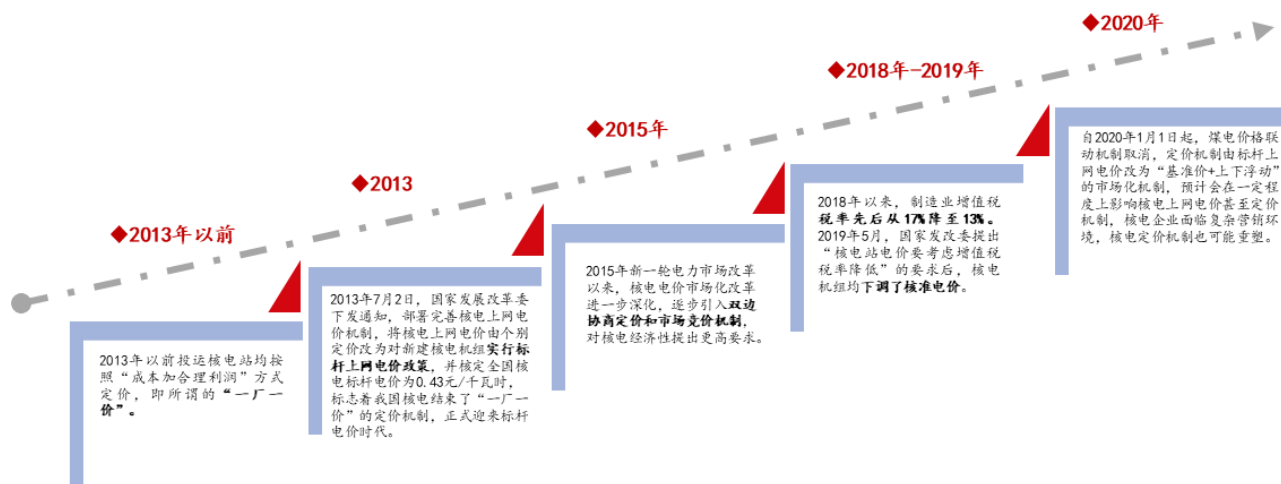 ◆2013年以前
2013年以前投运核电站均按
照“成本加合理利润”方式
定价，即所谓的“一厂一
价”。
◆2013
2013年7月2日，国家发展改革委
下发通知，部署完善核电上网电
价机制，将核电上网电价由个别
定价改为对新建核电机组实行标
杆上网电价政策，并核定全国核
电标杆电价为0.43元/千瓦时，
标志着我国核电结束了“一厂一
价”的定价机制，正式迎来标杆
电价时代。
◆2015年
2015年新一轮电力市场改革
以来，核电电价市场化改革
进一步深化，逐步引入双边
协商定价和市场竞价机制，
对核电经济性提出更高要求。
◆2018年-2019年
2018年以来，制造业增值税
税率先后从17%降至13%。
2019年5月，国家发改委提出
“核电站电价要考虑增值税
税率降低”的要求后，核电
机组均下调了核准电价。
◆2020年
自2020年1月1日起，煤电价格联
动机制取消，定价机制由标杆上
网电价改为“基准价+上下浮动”
的市场化机制，预计会在一定程
度上影响核电上网电价甚至定价
机制，核电企业面临复杂营销环
境，核电定价机制也可能重塑。